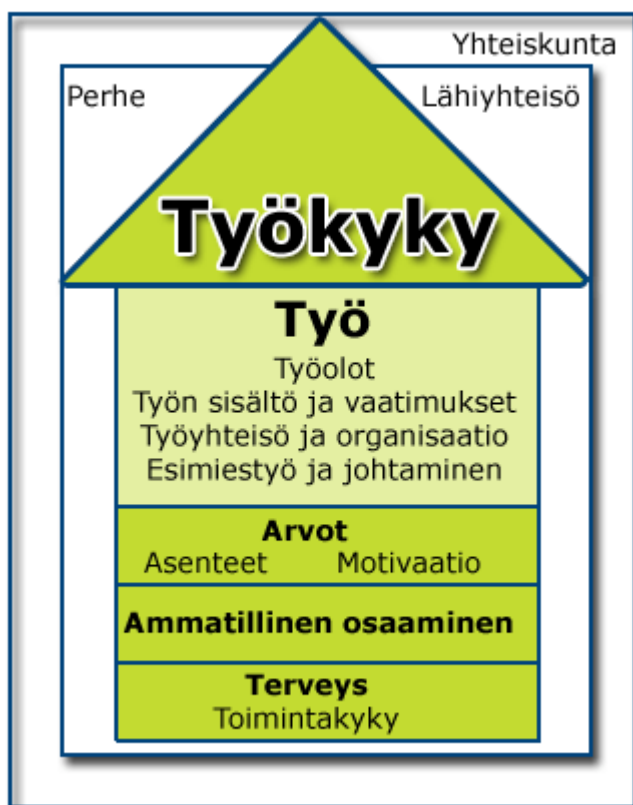 Yhteiskunta
Perhe Lähiyhteisö
Työkyky
Työ
Työolot
Työn sisältö ja vaatimukset
Työyhteisö ja organisaatio
Esimiestyö ja johtaminen
Arvot
Asenteet Motivaatio
Ammatillinen osaaminen
Terveys
Toimintakyky